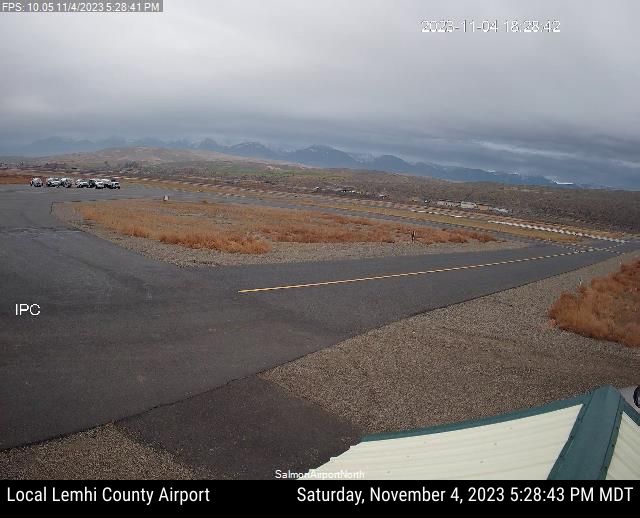 FPS: 10.05 11/4/2023 5:28:41 PM
2023-11-04 18:28:42
IPC
SalmonAirportNorth
Local Lemhi County Airport
Saturday, November 4, 2023 5:28:43 PM MDT